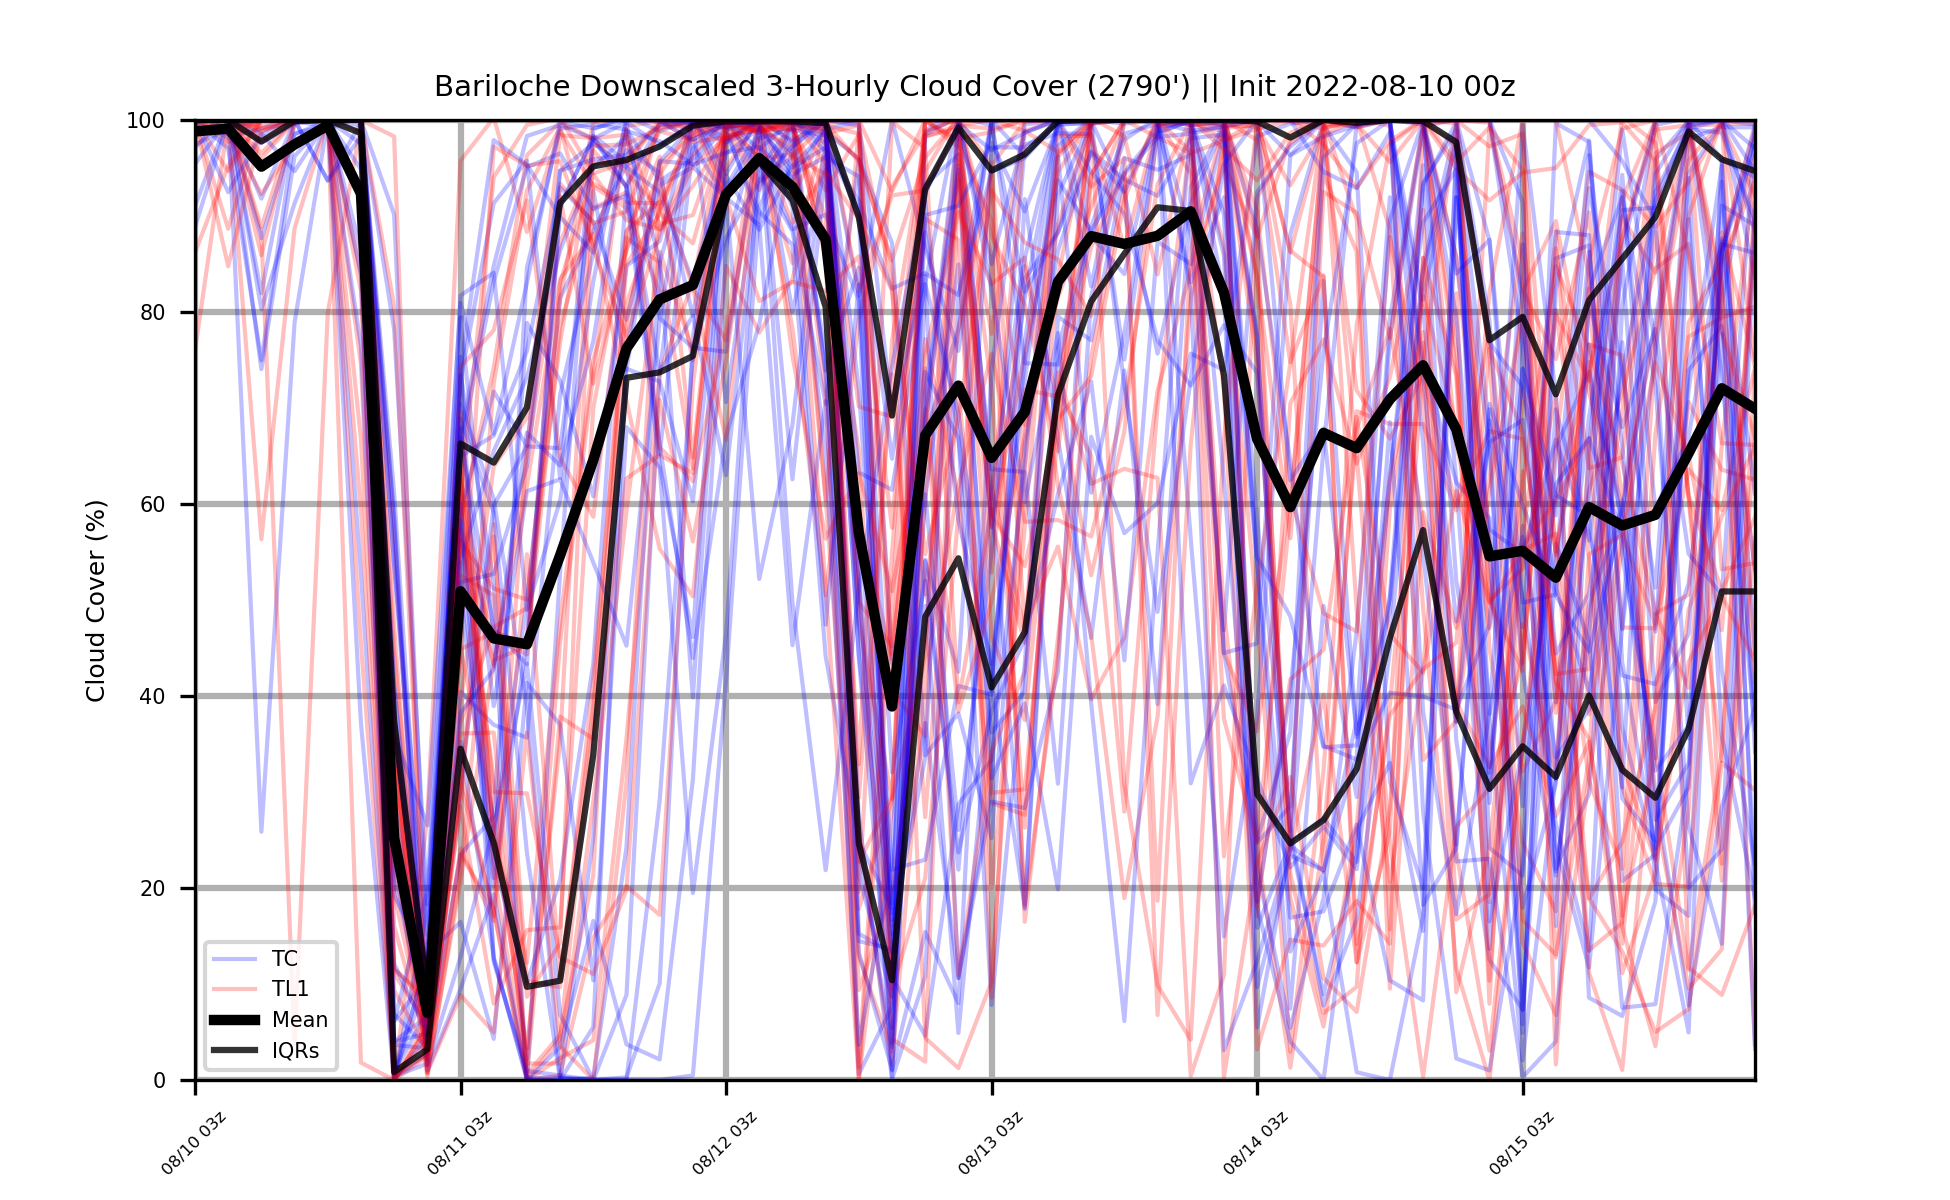 Bariloche Downscaled 3-Hourly Cloud Cover (2790') || Init 2022-08-10 00z
Cloud Cover (%)
100
80
60
40
20
0
TC
TL1
Mean
IQRs
08/10 03z
08/11 03z
08/12 03z
08/13 03z
08/14 03z
08/15 03z